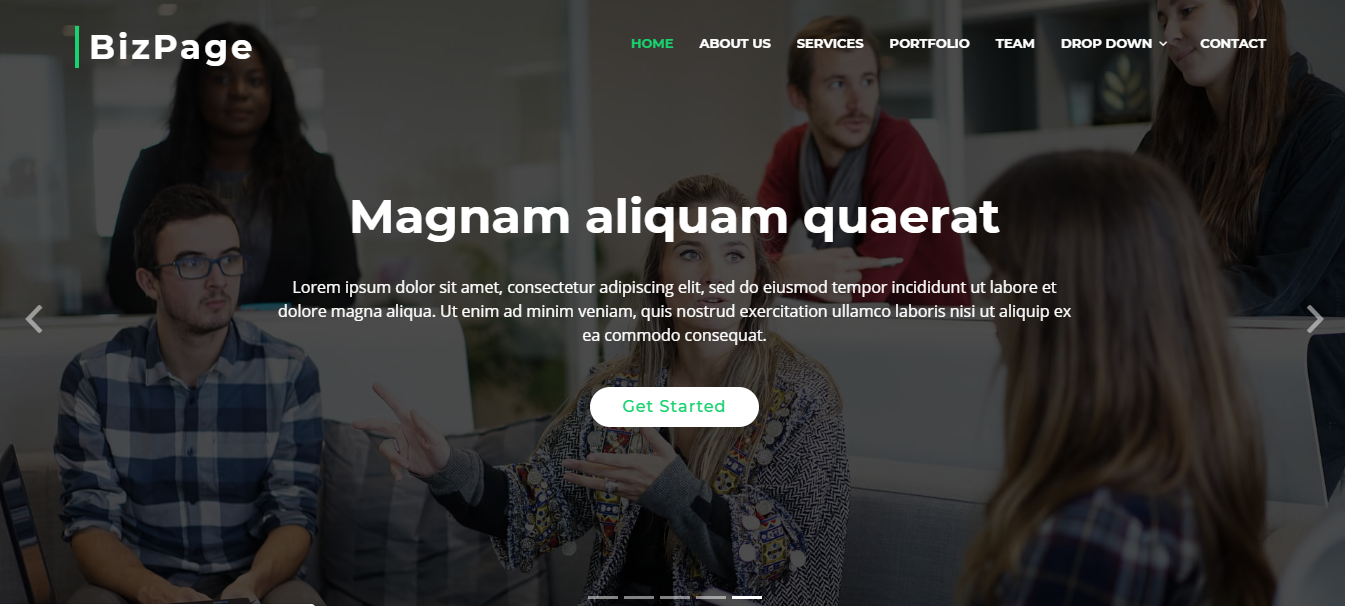 BizPage
HOME ABOUT US SERVICES PORTFOLIO TEAM DROP DOWN CONTACT
Magnam aliquam quaerat
Lorem ipsum dolor sit amet, consectetur adipiscing elit, sed do eiusmod tempor incididunt ut labore et
dolore magna aliqua. Ut enim ad minim veniam, quis nostrud exercitation ullamco laboris nisi ut aliquip ex
ea commodo consequat.
Get Started